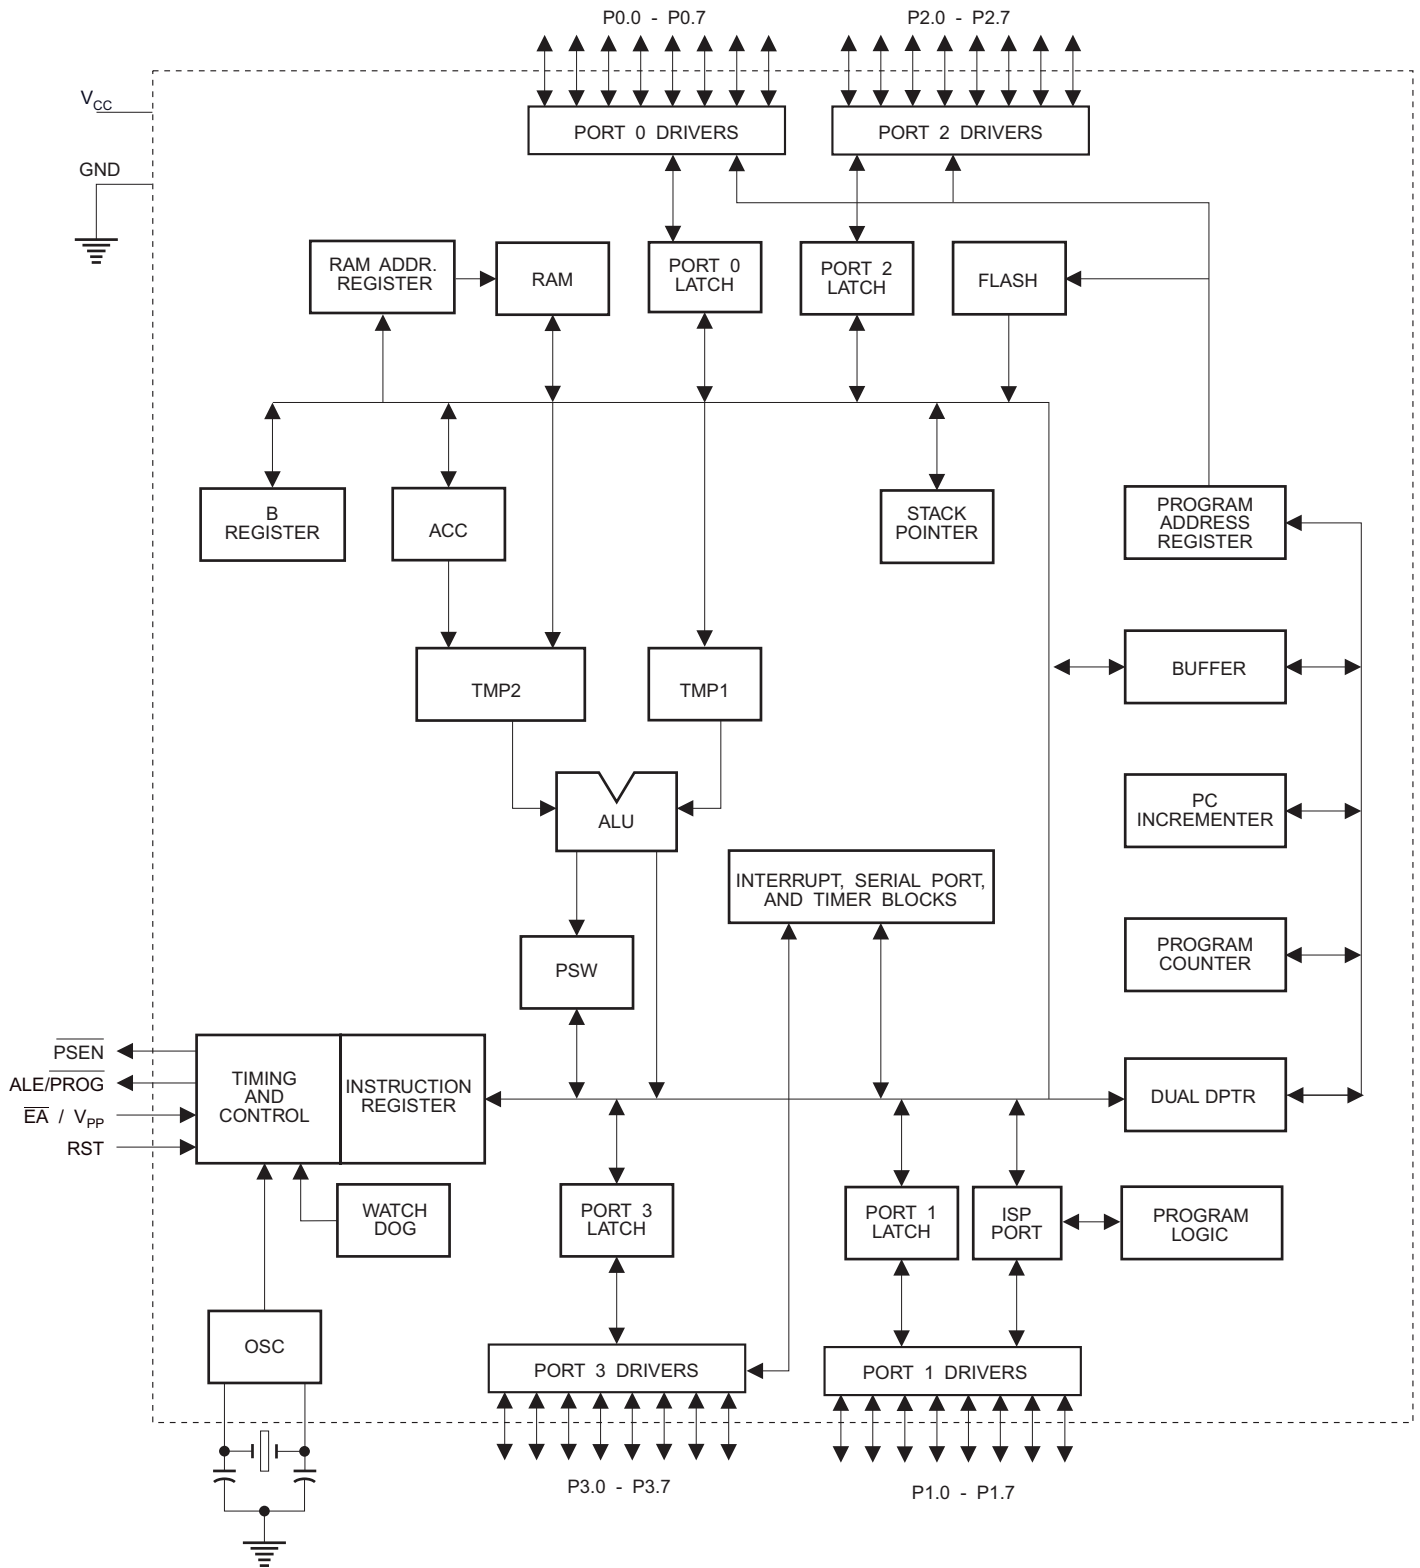 P0.0 - P0.7
P2.0 - P2.7
VCC
PORT 0 DRIVERS
PORT 2 DRIVERS
GND
RAM ADDR.
REGISTER
RAM
PORT 0
LATCH
PORT 2
LATCH
FLASH
B
REGISTER
ACC
STACK
POINTER
PROGRAM
ADDRESS
REGISTER
TMP2
TMP1
BUFFER
ALU
PC
INCREMENTER
INTERRUPT, SERIAL PORT,
AND TIMER BLOCKS
PSW
PROGRAM
COUNTER
PSEN
ALE/PROG
EA / VPP
RST
TIMING
AND
CONTROL
INSTRUCTION
REGISTER
DUAL DPTR
WATCH
DOG
PORT 3
LATCH
PORT 1
LATCH
ISP
PORT
PROGRAM
LOGIC
OSC
PORT 3 DRIVERS
PORT 1 DRIVERS
P3.0 - P3.7
P1.0 - P1.7